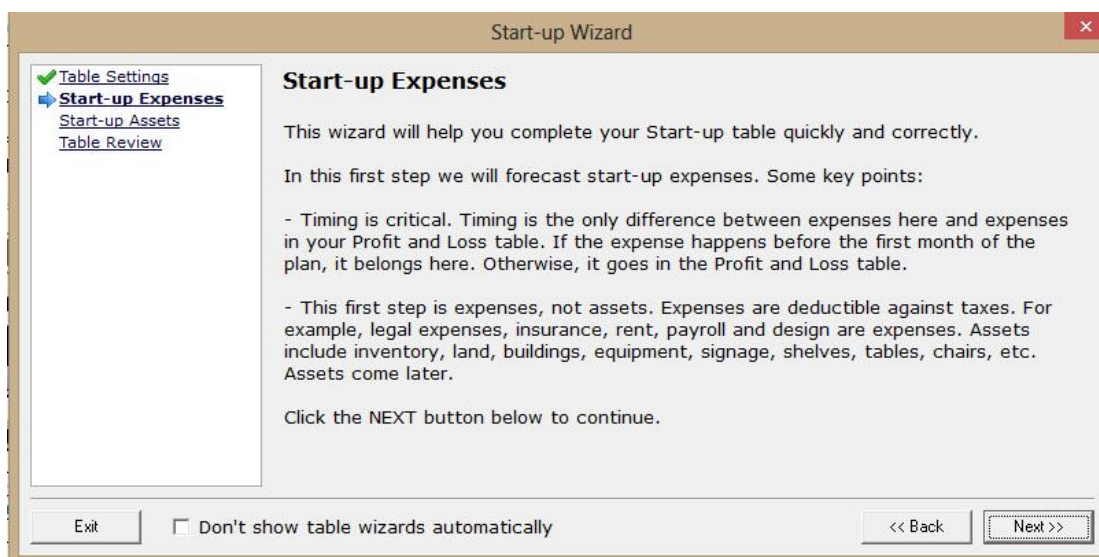 Start-up Wizard
Table Settings
Start-up Expenses
Start-up Assets
Table Review
Start-up Expenses
This wizard will help you complete your Start-up table quickly and correctly.
In this first step we will forecast start-up expenses. Some key points:
- Timing is critical. Timing is the only difference between expenses here and expenses
in your Profit and Loss table. If the expense happens before the first month of the
plan, it belongs here. Otherwise, it goes in the Profit and Loss table.
- This first step is expenses, not assets. Expenses are deductible against taxes. For
example, legal expenses, insurance, rent, payroll and design are expenses. Assets
include inventory, land, buildings, equipment, signage, shelves, tables, chairs, etc.
Assets come later.
Click the NEXT button below to continue.
Exit
Don't show table wizards automatically
<< Back
Next >>